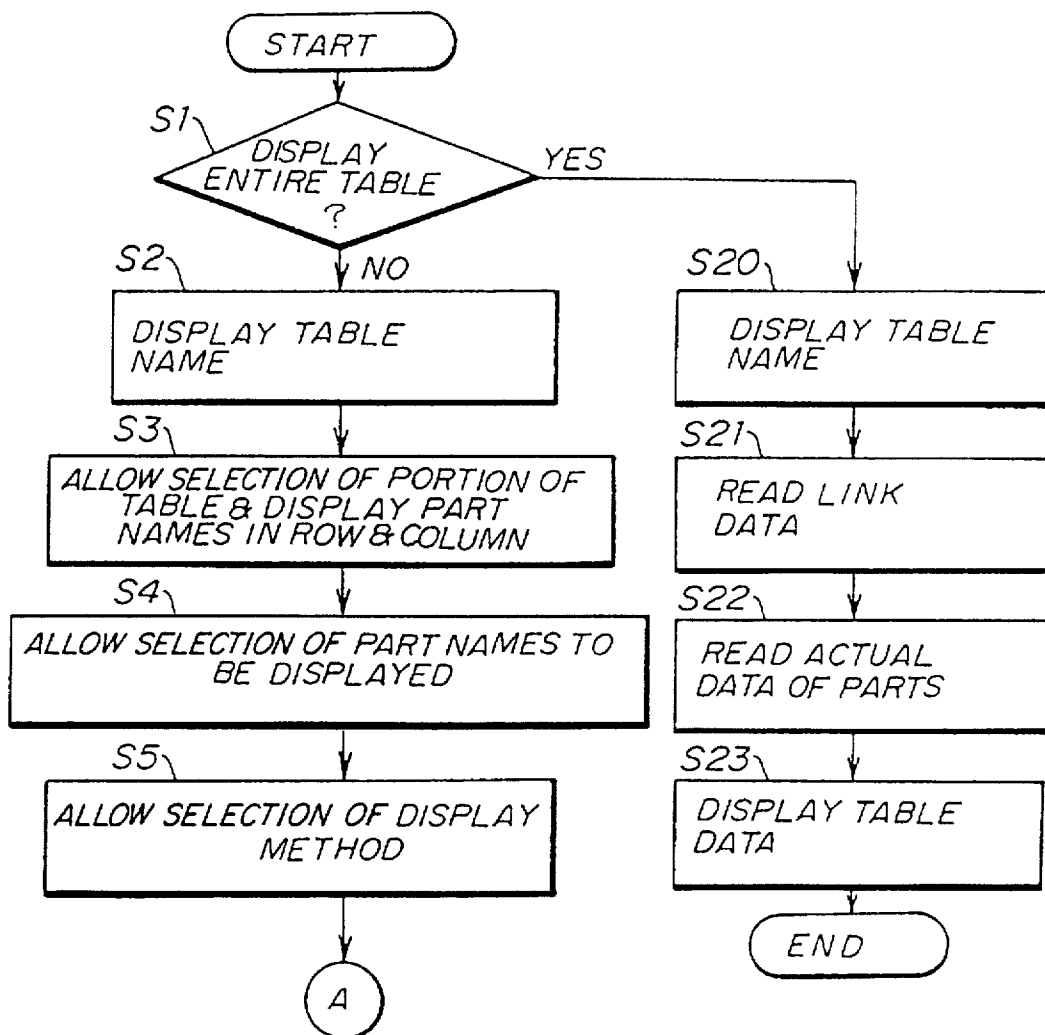 START
S1
DISPLAY
ENTIRE TABLE
?
YES
NO
S2
DISPLAY TABLE
NAME
S3
ALLOW SELECTION OF PORTION OF
TABLE & DISPLAY PART
NAMES IN ROW & COLUMN
S4
ALLOW SELECTION OF PART NAMES TO
BE DISPLAYED
S5
ALLOW SELECTION OF DISPLAY
METHOD
A
S20
DISPLAY TABLE
NAME
S21
READ LINK
DATA
S22
READ ACTUAL
DATA OF PARTS
S23
DISPLAY TABLE
DATA
END